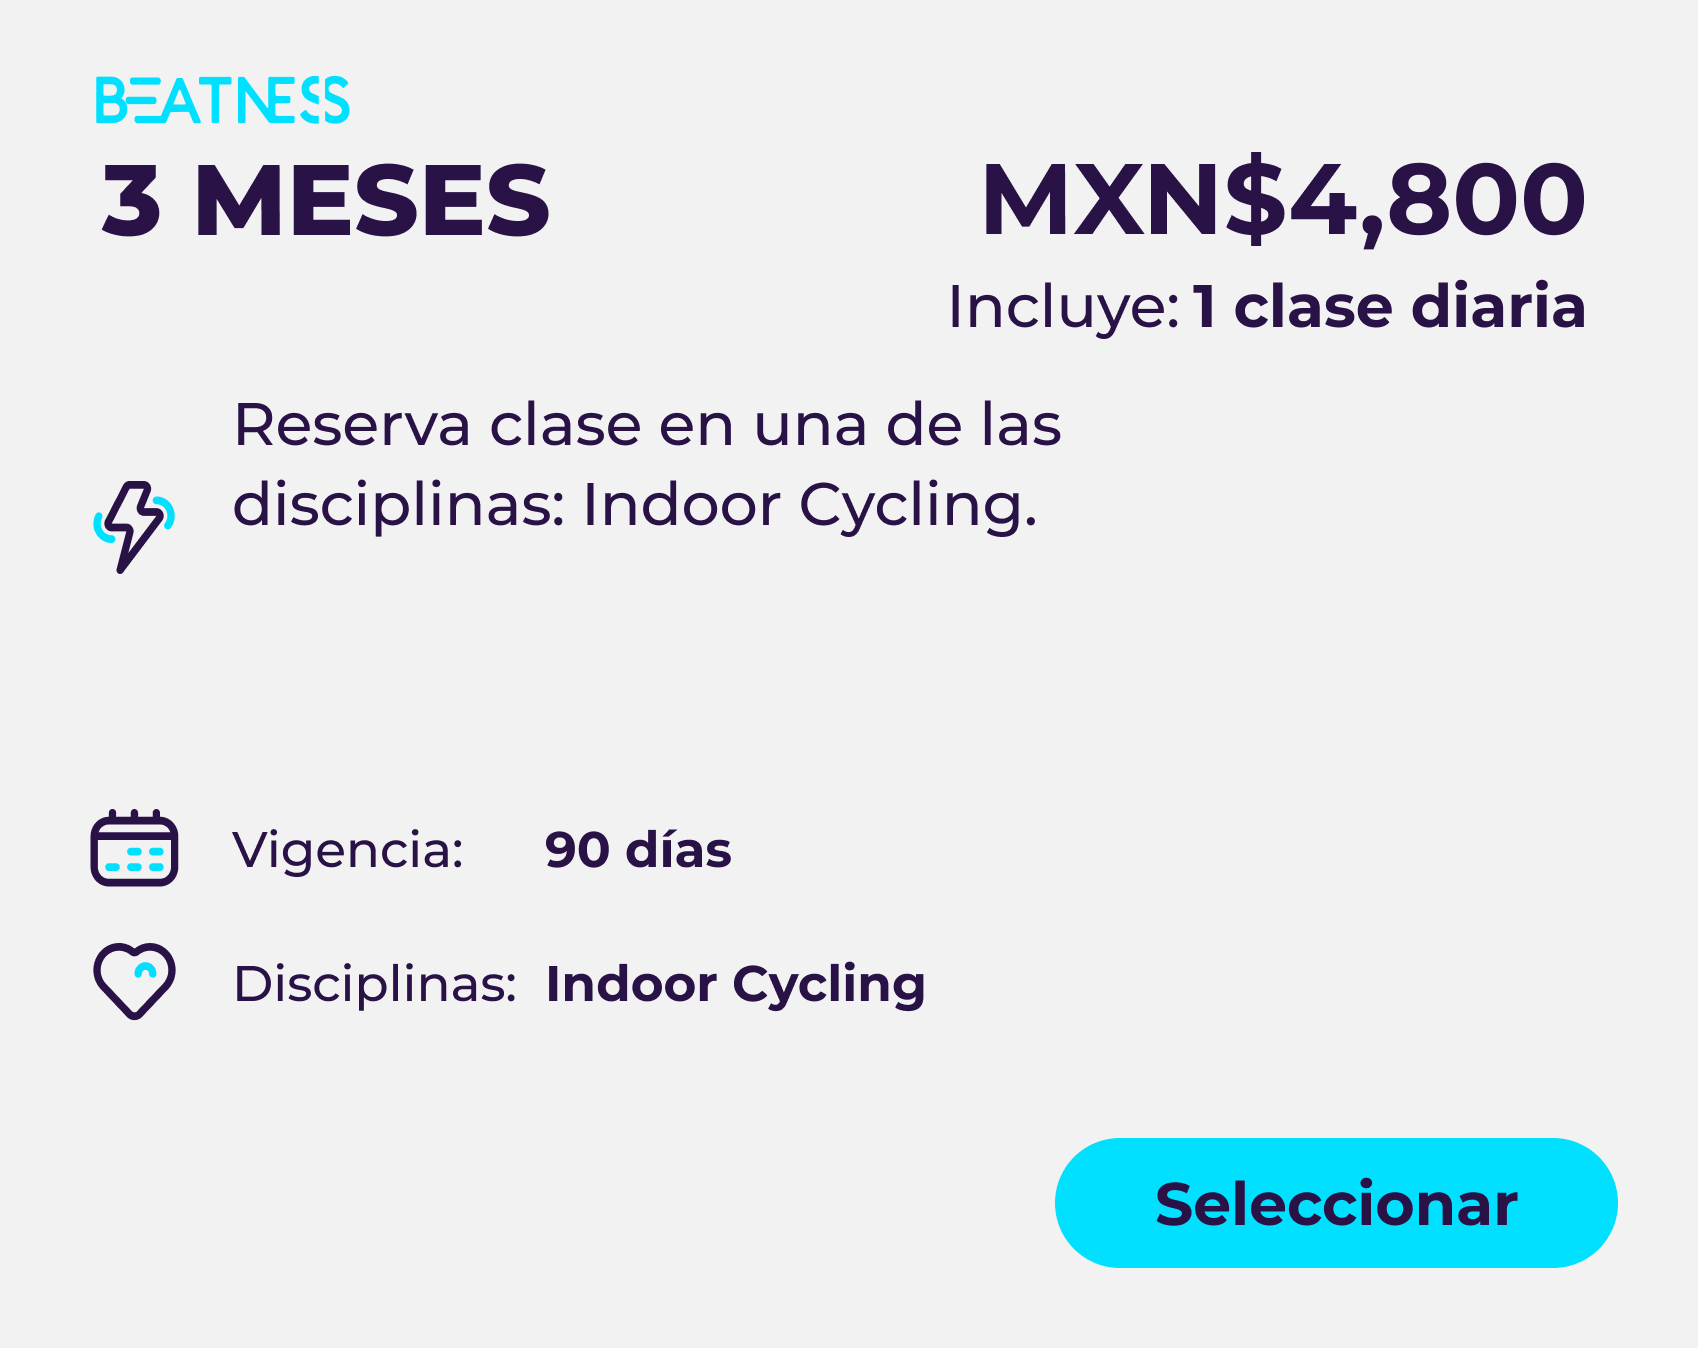 BEATNESS
3 MESES
MXN$4,800
Incluye: 1 clase diaria
Reserva clase en una de las
disciplinas: Indoor Cycling.
Vigencia: 90 días
Disciplinas: Indoor Cycling
Seleccionar